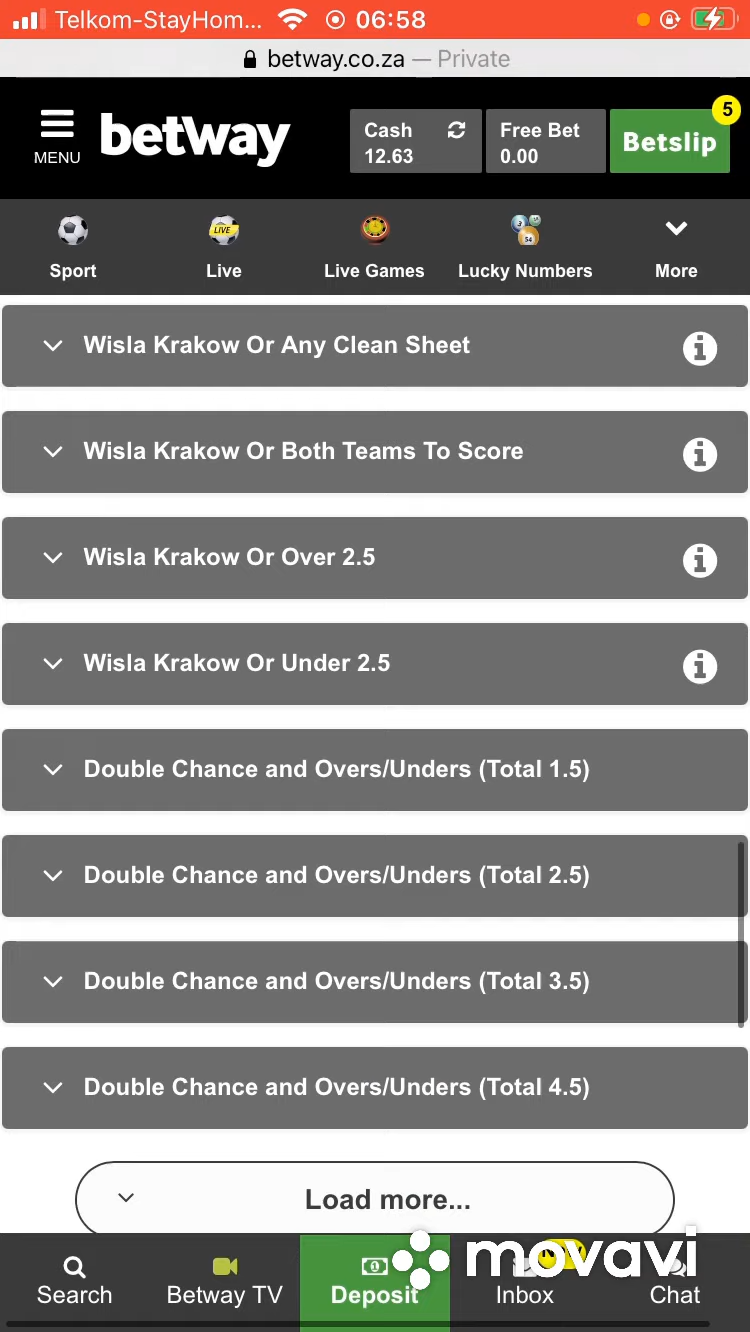 Telkom-StayHom... 06:58
betway.co.za — Private
MENU
betway
Cash
12.63
Free Bet
0.00
Betslip
5
LIVE
Sport
Live
Live Games
Lucky Numbers
More
Wisla Krakow Or Any Clean Sheet
Wisla Krakow Or Both Teams To Score
Wisla Krakow Or Over 2.5
Wisla Krakow Or Under 2.5
Double Chance and Overs/Unders (Total 1.5)
Double Chance and Overs/Unders (Total 2.5)
Double Chance and Overs/Unders (Total 3.5)
Double Chance and Overs/Unders (Total 4.5)
Load more...
movavi
Search
Betway TV
Deposit
Inbox
Chat